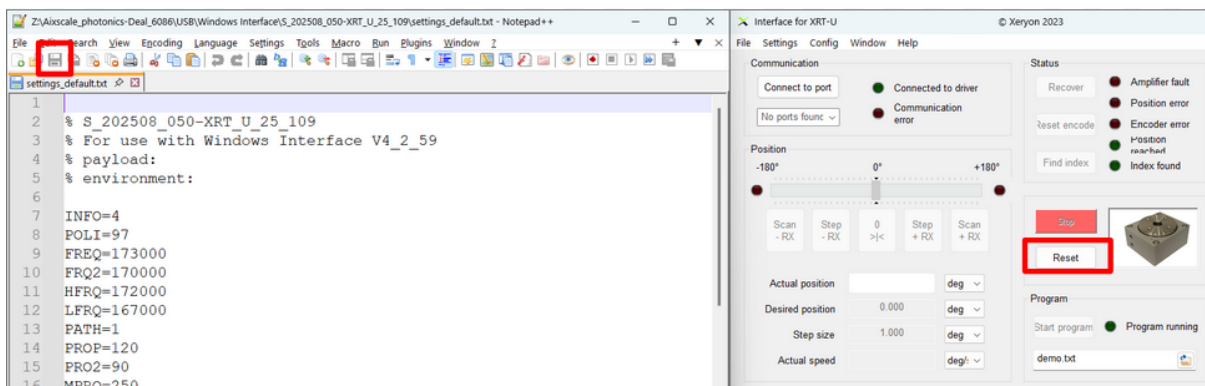 Z:\Aixscale_photonics-Deal_6086\USB\Windows Interface\S_202508_050-XRT_U_25_109\settings_default.txt - Notepad++
File Search View Encoding Language Settings Tools Macro Run Plugins Window ?
settings_default.txt
1
2 % S_202508_050-XRT_U_25_109
3 % For use with Windows Interface V4_2_59
4 % payload:
5 % environment:
6
7 INFO=4
8 POLI=97
9 FREQ=173000
10 FRQ2=170000
11 HFRQ=172000
12 LFRQ=167000
13 PATH=1
14 PROP=120
15 PRO2=90
16 MPRO=250
Interface for XRT-U © Xeryon 2023
File Settings Config Window Help
Communication
Connect to port Connected to driver
No ports founc Communication error
Position
-180° 0° +180°
Scan - RX Step - RX 0 >|< Step + RX Scan + RX
Actual position deg
Desired position 0.000 deg
Step size 1.000 deg
Actual speed deg/:
Status
Recover Amplifier fault
Position error
Reset encode Encoder error
Position reached
Find index Index found
Stop
Reset
Program
Start program Program running
demo.txt